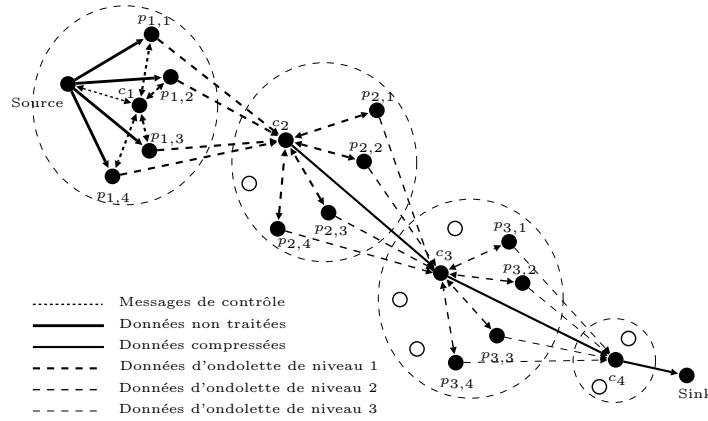 p1,1
c1
p1,2
Source
p1,3
p1,4
c2
p2,1
p2,2
p2,3
p2,4
c3
p3,1
p3,2
p3,3
p3,4
c4
Sink
Messages de contrôle
Données non traitées
Données compressées
Données d'ondolette de niveau 1
Données d'ondolette de niveau 2
Données d'ondolette de niveau 3